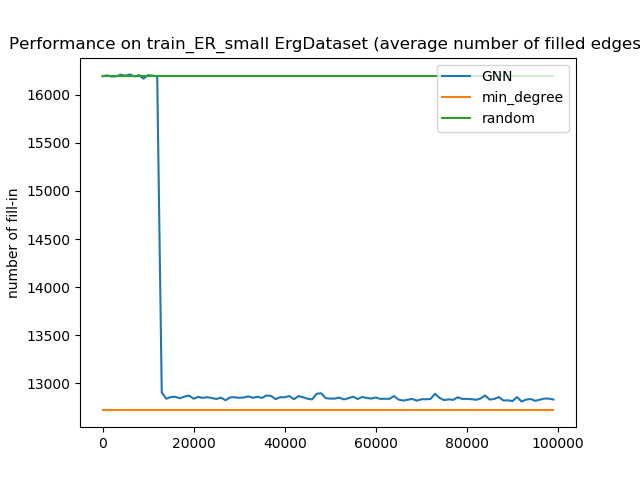 Performance on train_ER_small ErgDataset (average number of filled edges
GNN
min_degree
random
number of fill-in
16000
15500
15000
14500
14000
13500
13000
0 20000 40000 60000 80000 100000